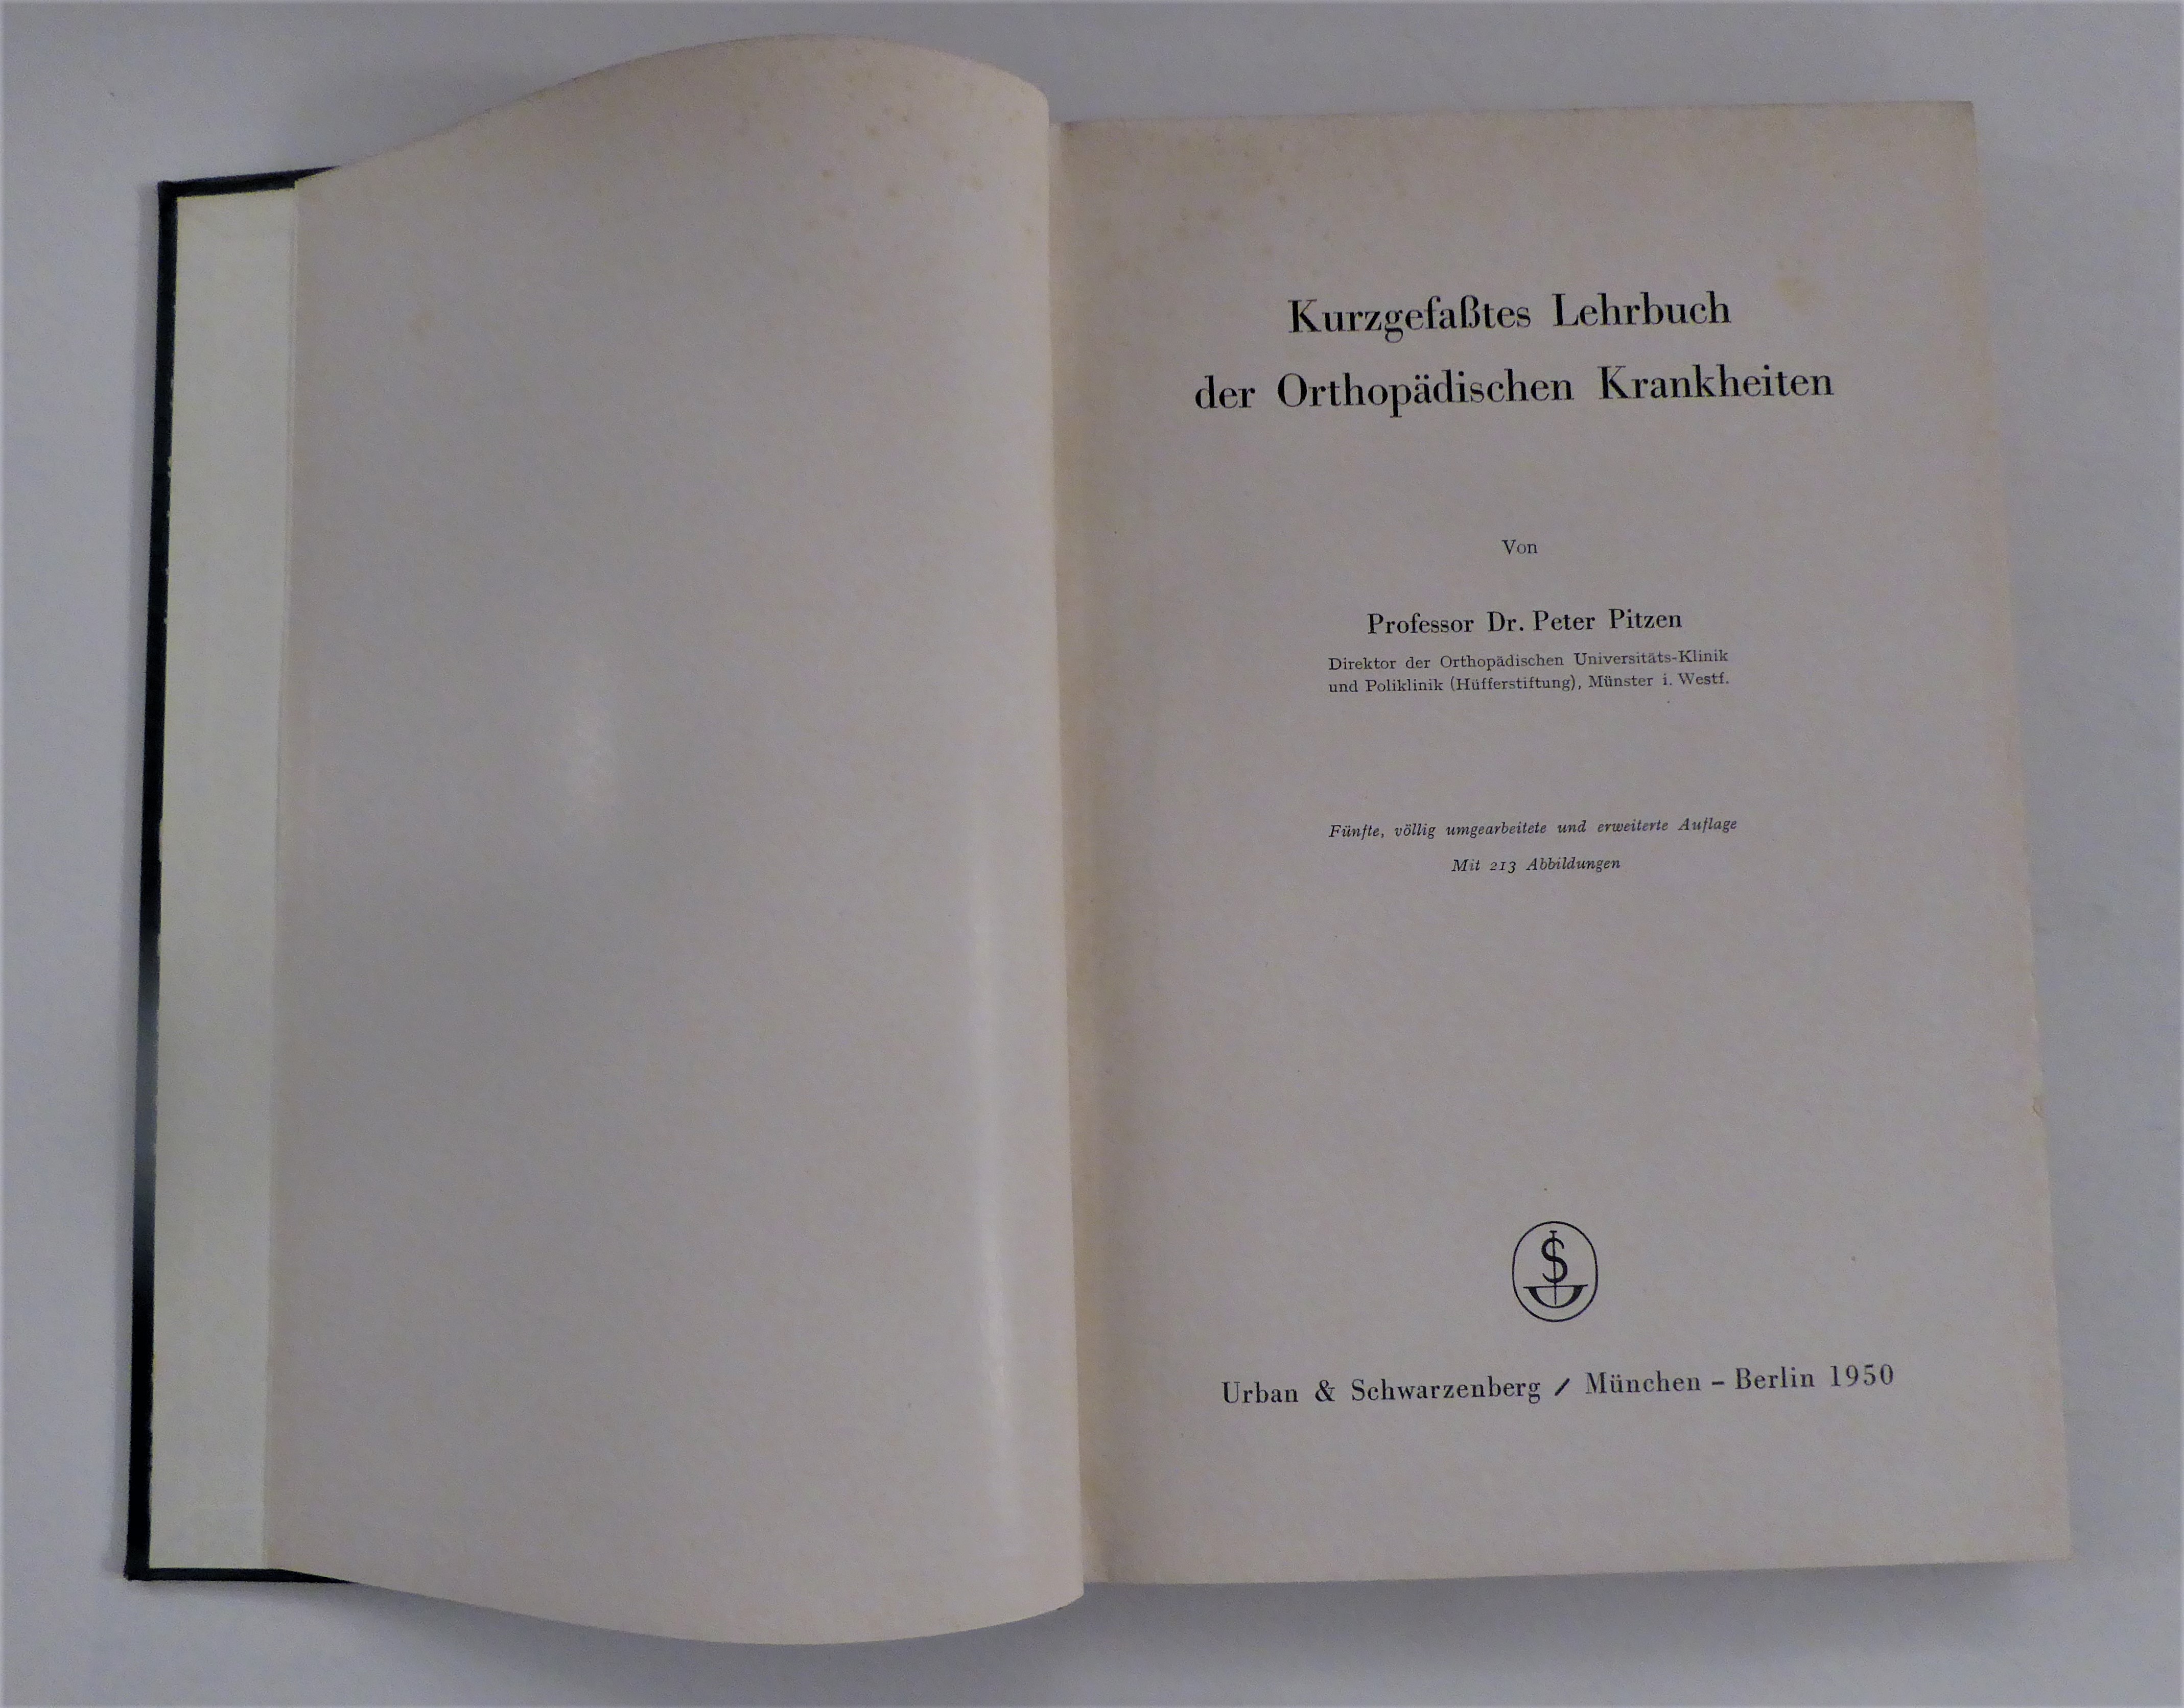 Kurzgefaßtes Lehrbuch
der Orthopädischen Krankheiten
Von
Professor Dr. Peter Pitzen
Direktor der Orthopädischen Universitäts-Klinik
und Poliklinik (Hüfferstiftung), Münster i. Westf.
Fünfte, völlig umgearbeitete und erweiterte Auflage
Mit 213 Abbildungen
Urban & Schwarzenberg / München – Berlin 1950